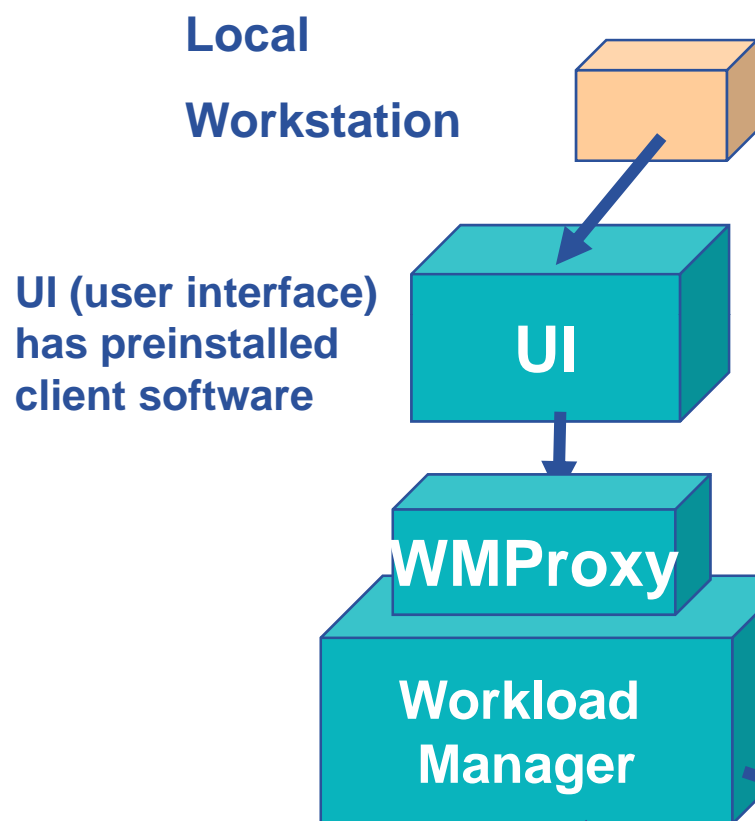 Local
Workstation
UI (user interface)
has preinstalled
client software
UI
WMProxy
Workload
Manager